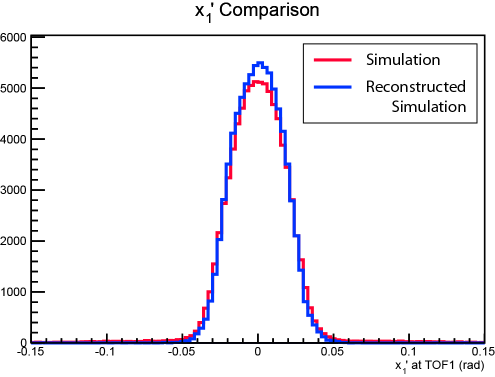 x₁' Comparison
6000
5000
4000
3000
2000
1000
0
Simulation
Reconstructed
Simulation
-0.15 -0.1 -0.05 0 0.05 0.1 0.15
x₁' at TOF1 (rad)